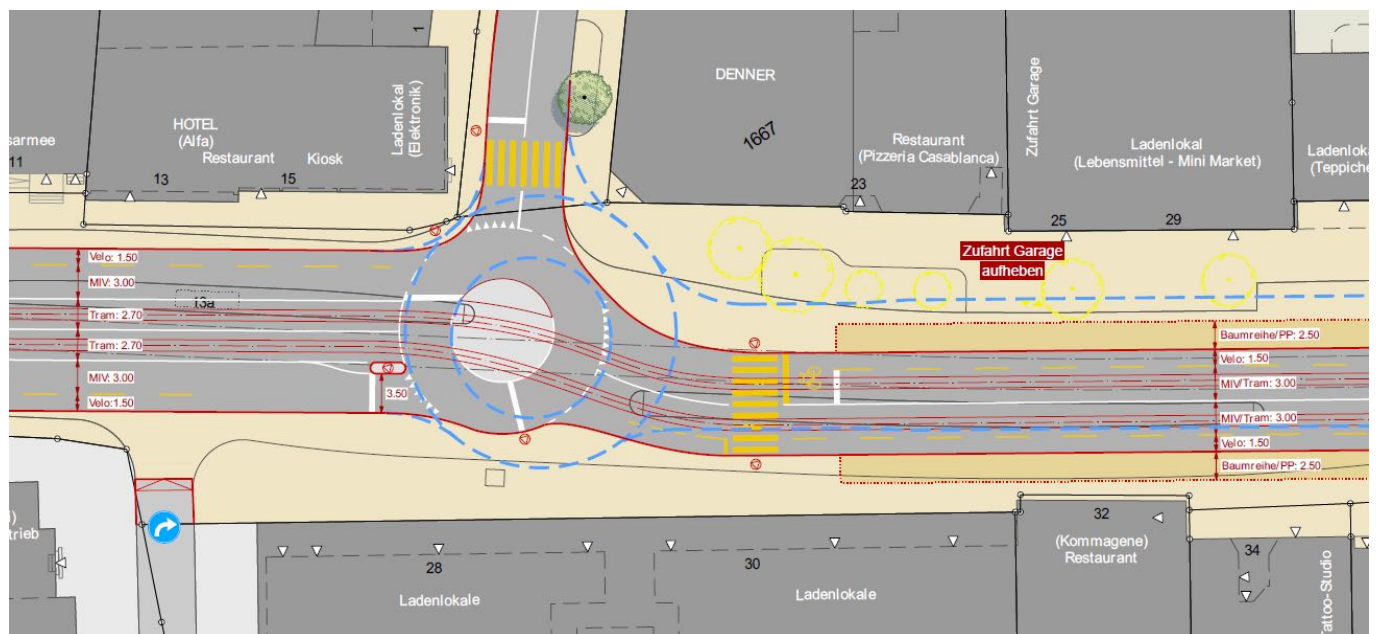 1
HOTEL
(Alfa)
Restaurant
Kiosk
Ladenlokal
(Elektronik)
sarmee
11
13
15
DENNER
1667
Restaurant
(Pizzeria Casablanca)
23
Zufahrt Garage
Ladenlokal
(Lebensmittel - Mini Market)
25
29
Zufahrt Garage
aufheben
Velo: 1.50
MIV: 3.00
13a
Tram: 2.70
Tram: 2.70
MIV: 3.00
Velo:1.50
3.50
Baumreihe/PP: 2.50
Velo: 1.50
MIV/Tram: 3.00
MIV/Tram: 3.00
Velo: 1.50
Baumreihe/PP: 2.50
trieb
28
Ladenlokale
30
Ladenlokale
32
(Kommagene)
Restaurant
34